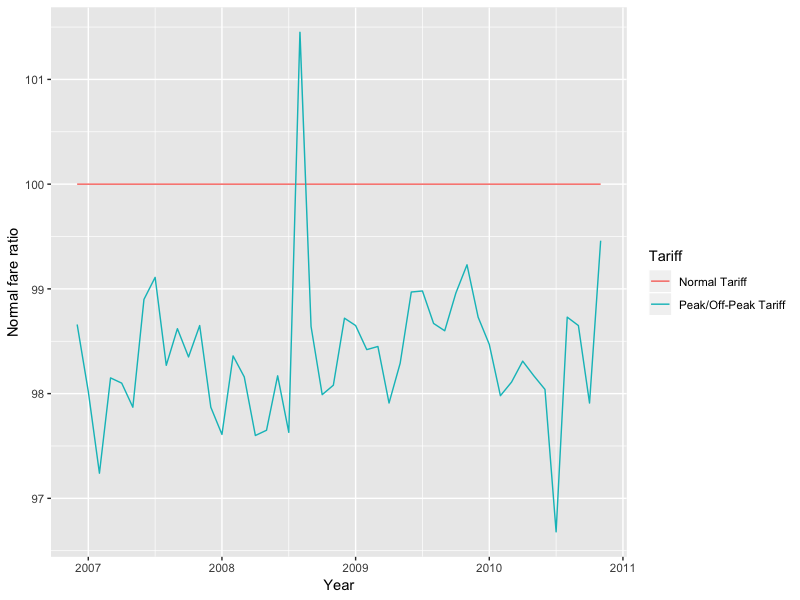 Normal fare ratio
101
100
99
98
97
2007 2008 2009 2010 2011
Year
Tariff
Normal Tariff
Peak/Off-Peak Tariff